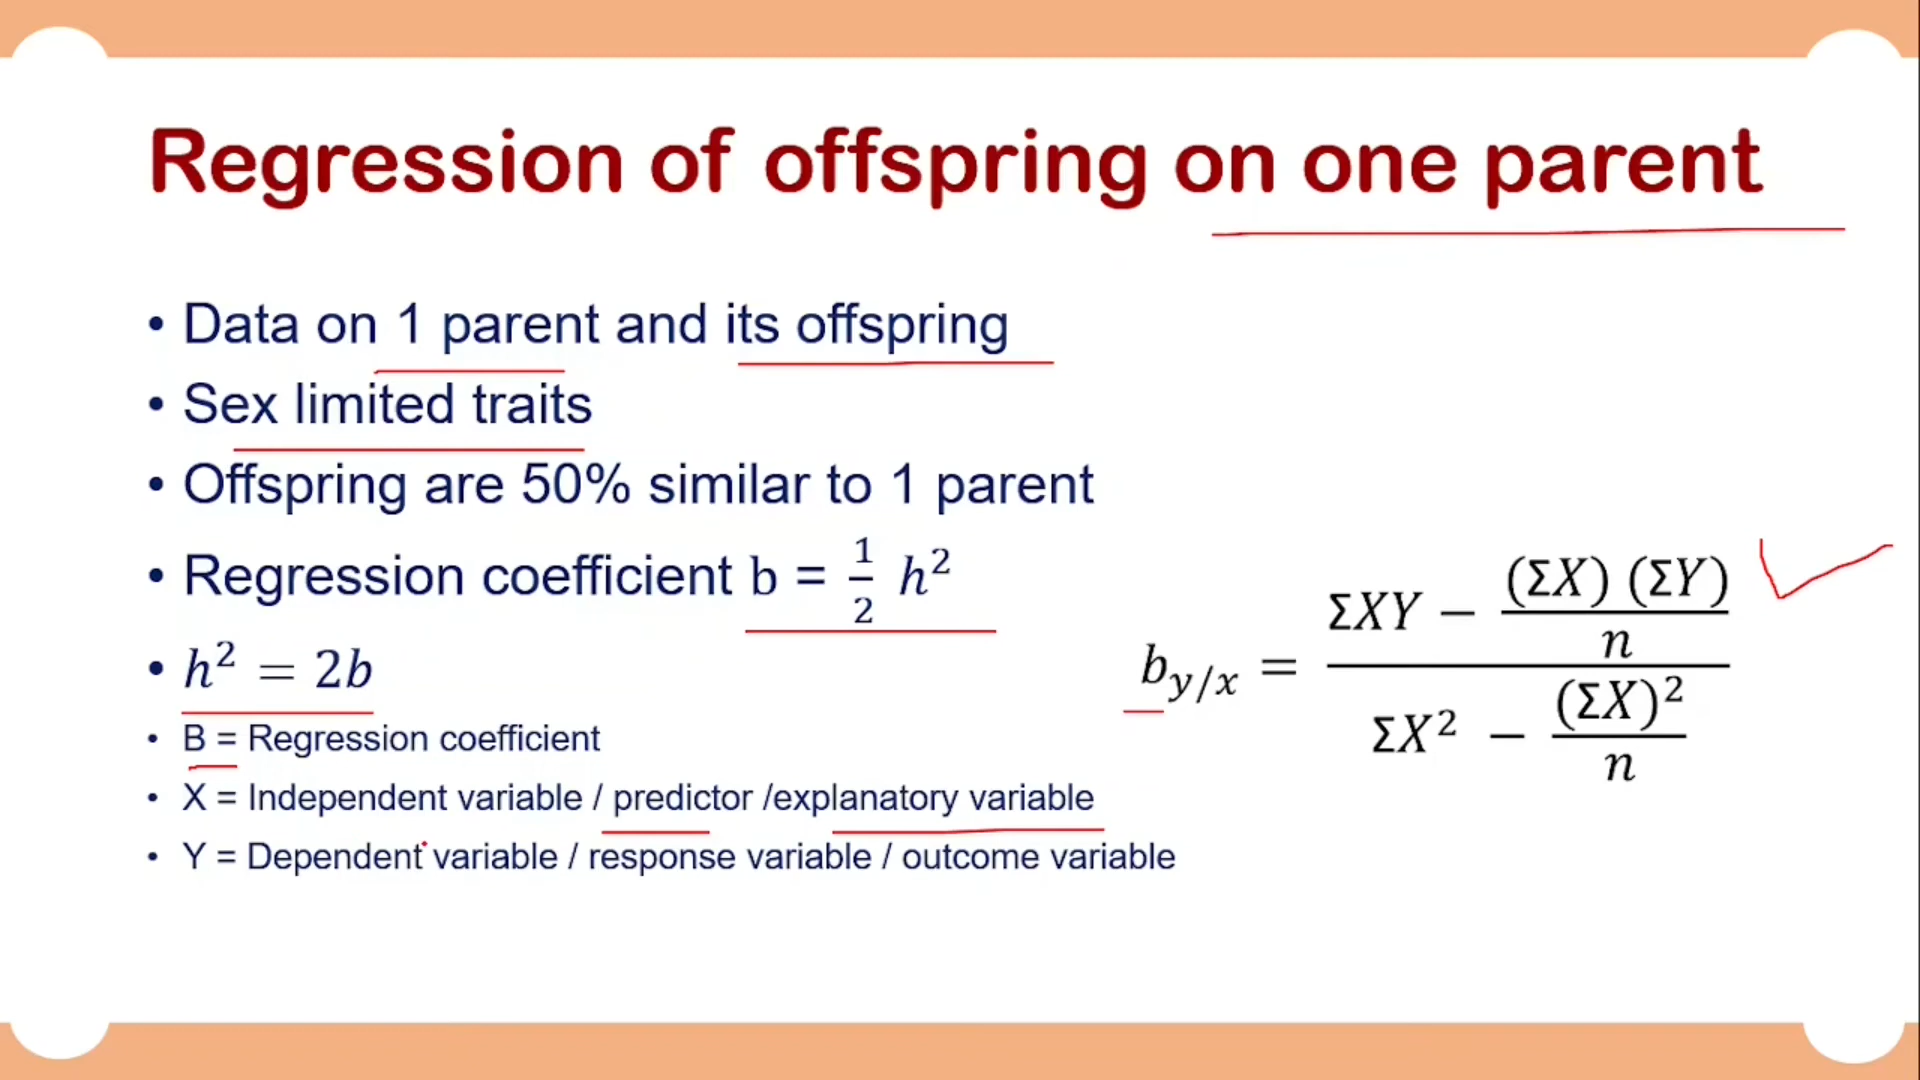 Regression of offspring on one parent
• Data on 1 parent and its offspring
• Sex limited traits
• Offspring are 50% similar to 1 parent
• Regression coefficient b = 1/2 h²
• h² = 2b
• B = Regression coefficient
• X = Independent variable / predictor /explanatory variable
• Y = Dependent variable / response variable / outcome variable
b_{y/x} = (ΣXY − (ΣX) (ΣY)/n) / (ΣX² − (ΣX)²/n)